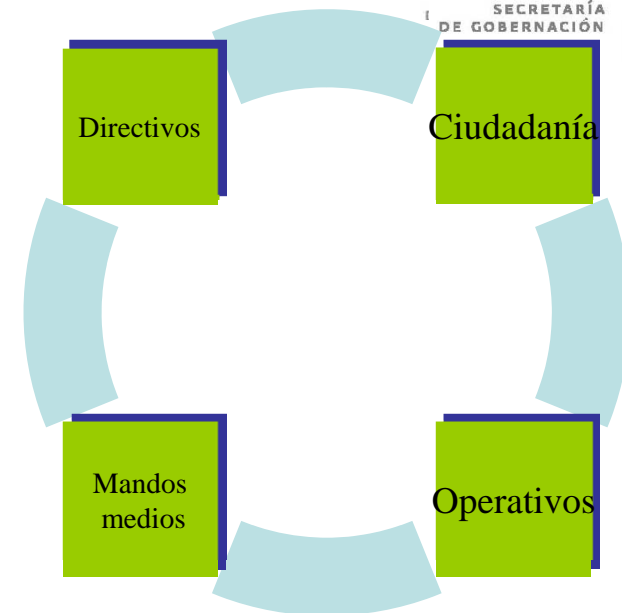 SECRETARÍA
DE GOBERNACIÓN
Directivos
Ciudadanía
Mandos
medios
Operativos